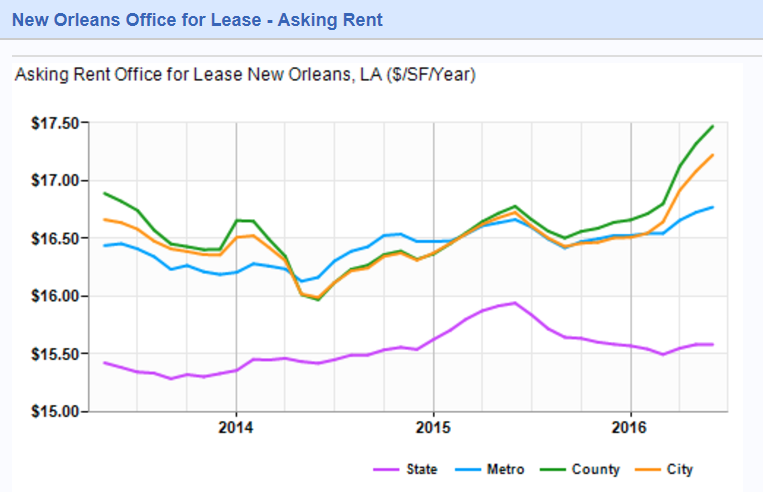 New Orleans Office for Lease - Asking Rent
Asking Rent Office for Lease New Orleans, LA ($/SF/Year)
$17.50
$17.00
$16.50
$16.00
$15.50
$15.00
2014 2015 2016
State Metro County City